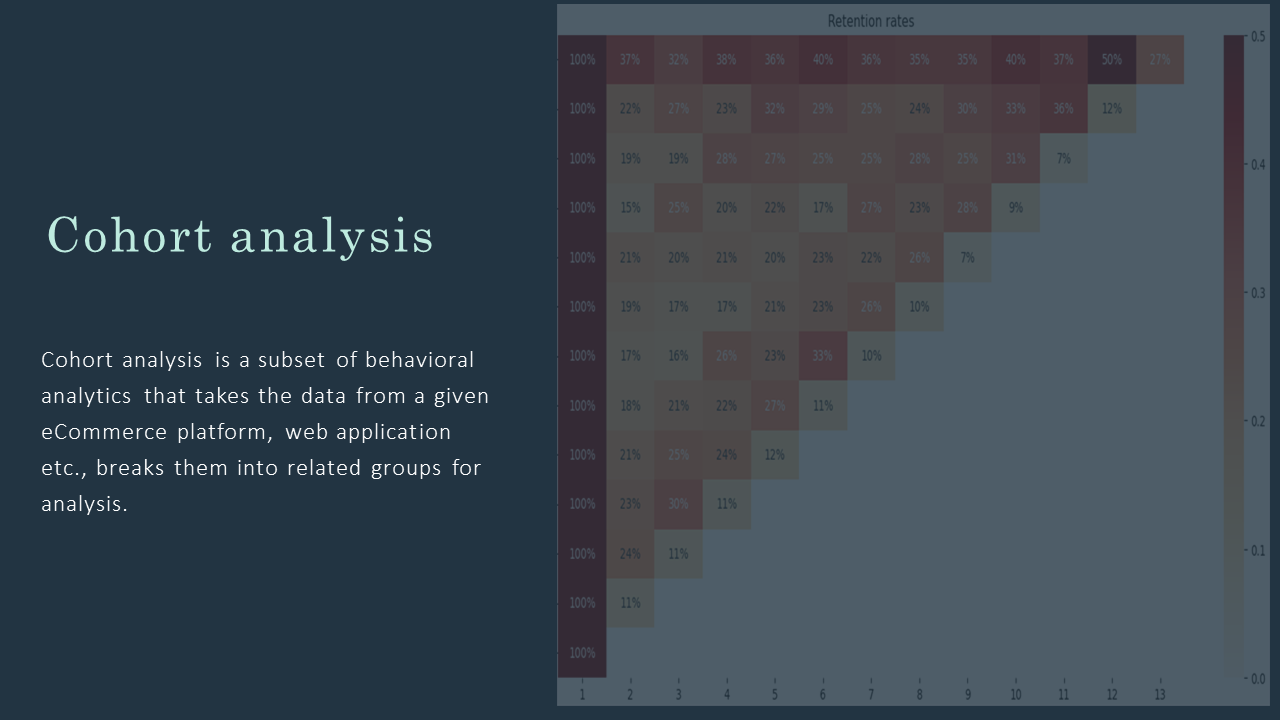 Cohort analysis
Cohort analysis is a subset of behavioral
analytics that takes the data from a given
eCommerce platform, web application
etc., breaks them into related groups for
analysis.
Retention rates
100% 37% 32% 38% 36% 40% 36% 35% 35% 40% 37% 50% 27%
100% 22% 27% 23% 32% 29% 25% 24% 30% 33% 36% 12%
100% 19% 19% 28% 27% 25% 25% 28% 25% 31% 7%
100% 15% 25% 20% 22% 17% 27% 23% 28% 9%
100% 21% 20% 21% 20% 23% 22% 26% 7%
100% 19% 17% 17% 21% 23% 26% 10%
100% 17% 16% 26% 23% 33% 10%
100% 18% 21% 22% 27% 11%
100% 21% 25% 24% 12%
100% 23% 30% 11%
100% 24% 11%
100% 11%
100%
1 2 3 4 5 6 7 8 9 10 11 12 13
0.5
0.4
0.3
0.2
0.1
0.0